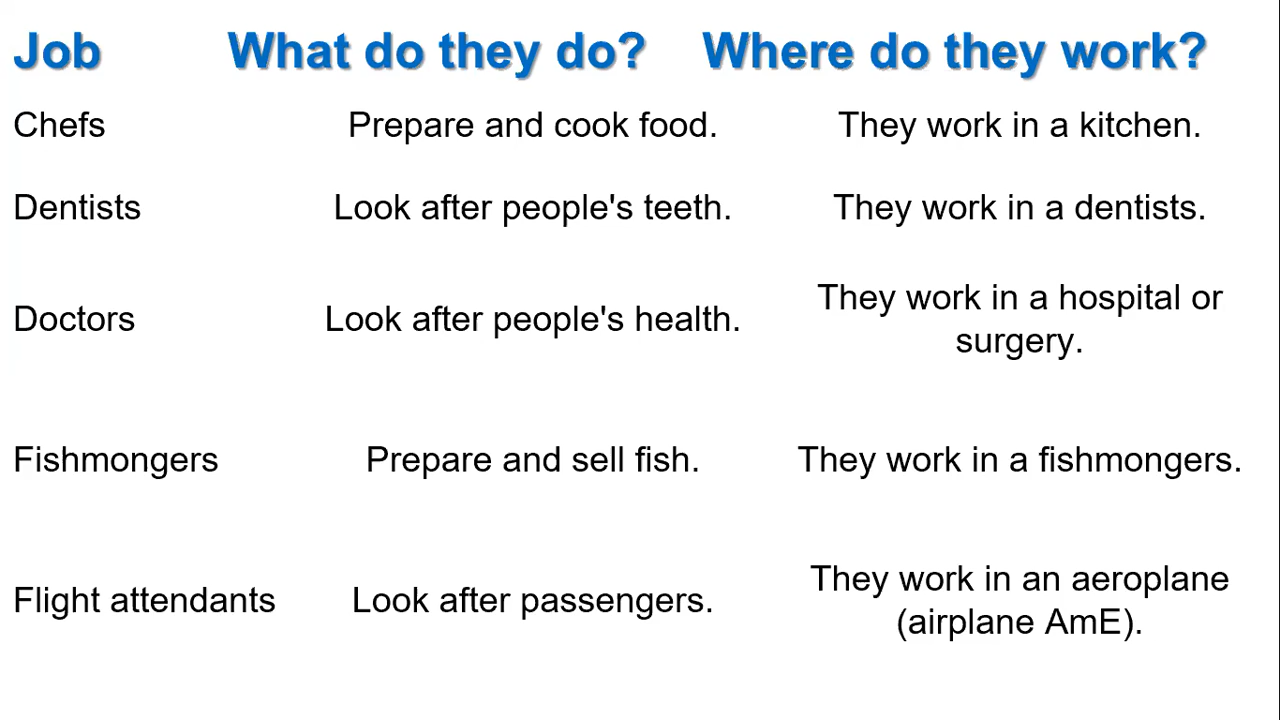 Job What do they do? Where do they work?
Chefs Prepare and cook food. They work in a kitchen.
Dentists Look after people's teeth. They work in a dentists.
Doctors Look after people's health. They work in a hospital or
surgery.
Fishmongers Prepare and sell fish. They work in a fishmongers.
Flight attendants Look after passengers. They work in an aeroplane
(airplane AmE).